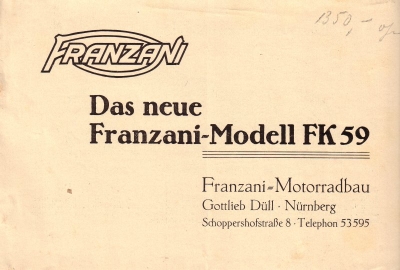 1350,-
FRANZANI
Das neue
Franzani-Modell FK 59
Franzani-Motorradbau
Gottlieb Düll · Nürnberg
Schoppershofstraße 8 · Telephon 53595